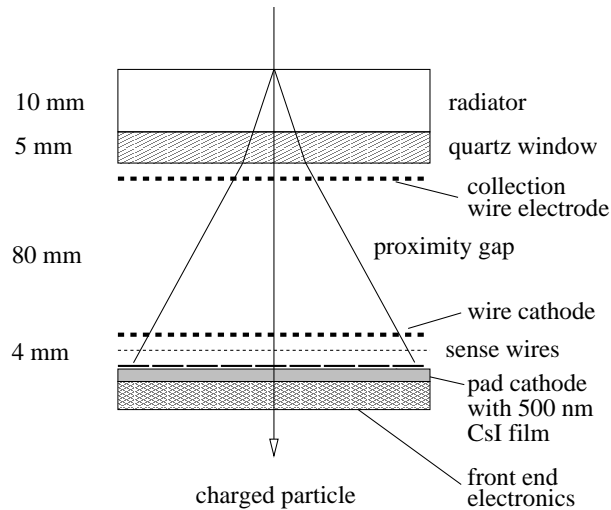 10 mm
radiator
5 mm
quartz window
collection
wire electrode
80 mm
proximity gap
wire cathode
4 mm
sense wires
pad cathode
with 500 nm
CsI film
front end
electronics
charged particle